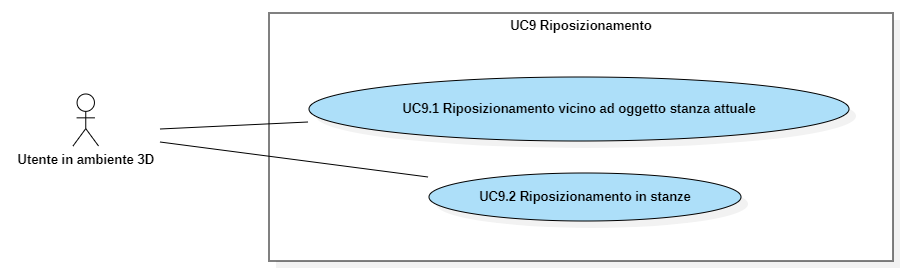 UC9 Riposizionamento
UC9.1 Riposizionamento vicino ad oggetto stanza attuale
Utente in ambiente 3D
UC9.2 Riposizionamento in stanze